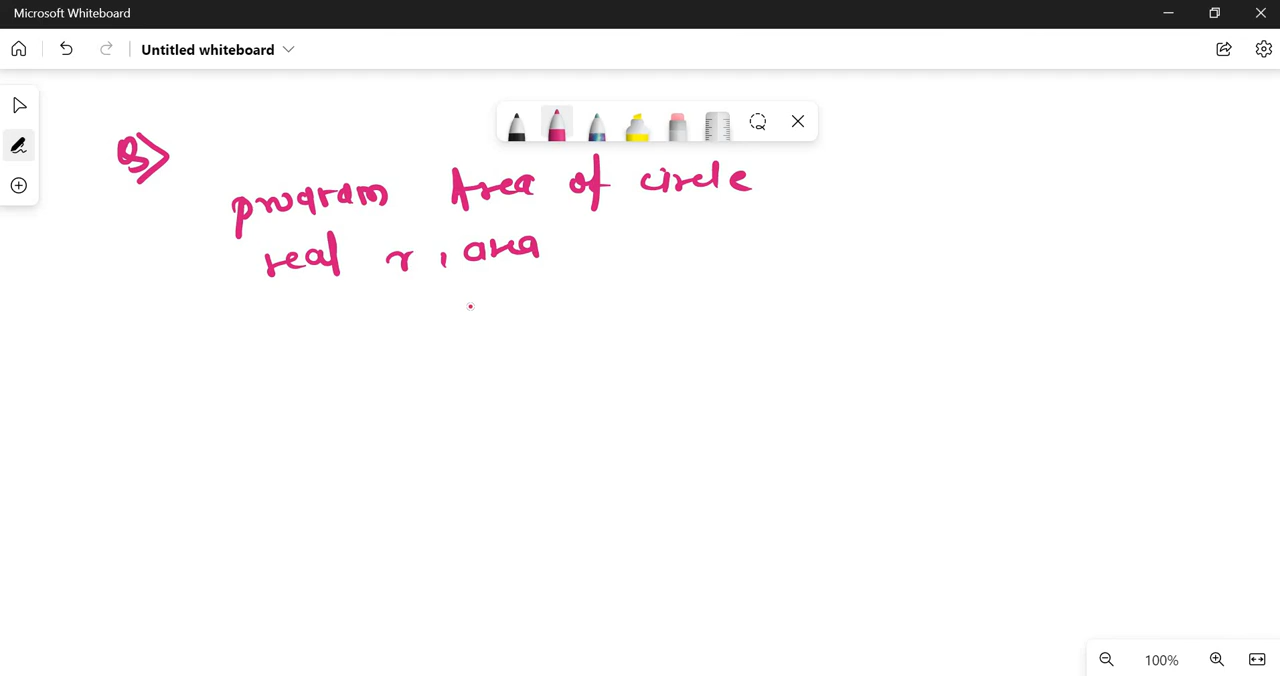 Microsoft Whiteboard
Untitled whiteboard
Q>
program Area of circle
real r, area
100%